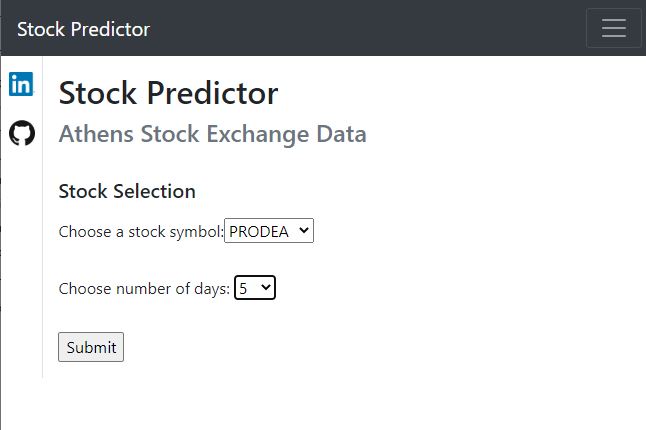 Stock Predictor
in
Stock Predictor
Athens Stock Exchange Data
Stock Selection
Choose a stock symbol: PRODEA
Choose number of days: 5
Submit